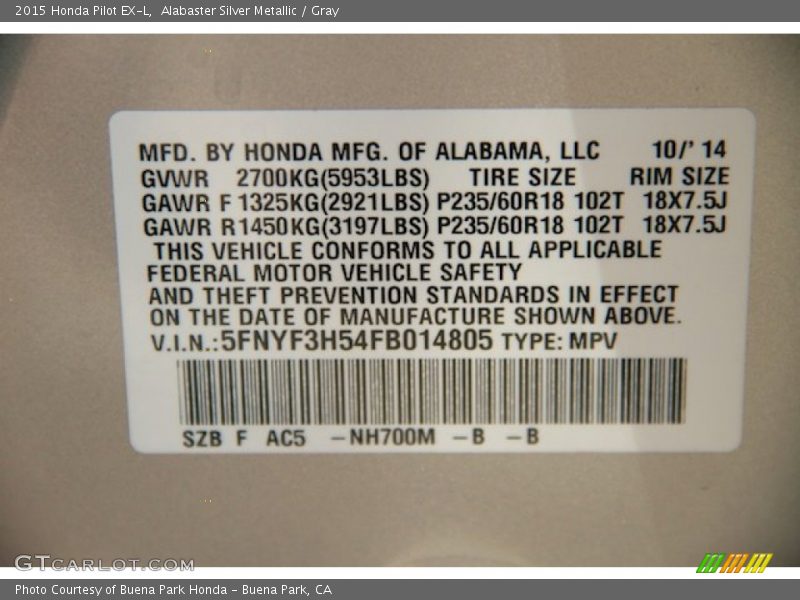 2015 Honda Pilot EX-L,  Alabaster Silver Metallic / Gray
MFD. BY HONDA MFG. OF ALABAMA, LLC 10/' 14
GVWR 2700KG(5953LBS) TIRE SIZE RIM SIZE
GAWR F 1325KG(2921LBS) P235/60R18 102T 18X7.5J
GAWR R 1450KG(3197LBS) P235/60R18 102T 18X7.5J
THIS VEHICLE CONFORMS TO ALL APPLICABLE
FEDERAL MOTOR VEHICLE SAFETY
AND THEFT PREVENTION STANDARDS IN EFFECT
ON THE DATE OF MANUFACTURE SHOWN ABOVE.
V.I.N.:5FNYF3H54FB014805 TYPE: MPV
SZB F AC5 -NH700M -B -B
GTCARLOT.COM
Photo Courtesy of Buena Park Honda - Buena Park, CA